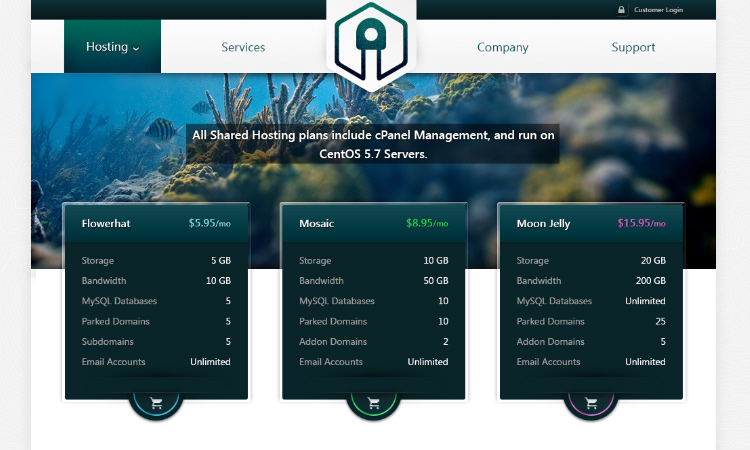 Customer Login
Hosting
Services
Company
Support
All Shared Hosting plans include cPanel Management, and run on
CentOS 5.7 Servers.
Flowerhat $5.95/mo
Storage 5 GB
Bandwidth 10 GB
MySQL Databases 5
Parked Domains 5
Subdomains 5
Email Accounts Unlimited
Mosaic $8.95/mo
Storage 10 GB
Bandwidth 50 GB
MySQL Databases 10
Parked Domains 10
Addon Domains 2
Email Accounts Unlimited
Moon Jelly $15.95/mo
Storage 20 GB
Bandwidth 200 GB
MySQL Databases Unlimited
Parked Domains 25
Addon Domains 5
Email Accounts Unlimited